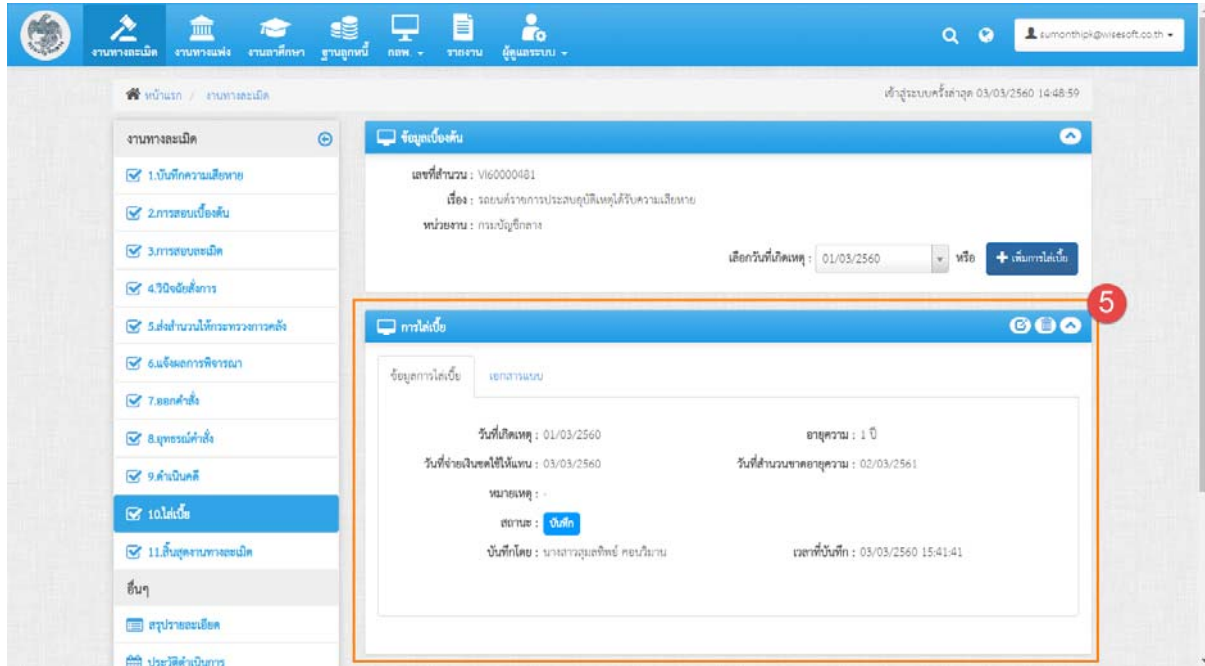 งานทางละเมิด งานทางแพ่ง งานอาศึกษา ฐานลูกหนี้ กลพ. รายงาน ผู้ดูแลระบบ sumonthipk@wisesoft.co.th
หน้าแรก / งานทางละเมิด เข้าสู่ระบบครั้งล่าสุด 03/03/2560 14:48:59
งานทางละเมิด
1.บันทึกความเสียหาย
2.การสอบเบื้องต้น
3.การสอบละเมิด
4.วินิจฉัยสั่งการ
5.ส่งสำนวนให้กระทรวงการคลัง
6.แจ้งผลการพิจารณา
7.ออกคำสั่ง
8.อุทธรณ์คำสั่ง
9.ดำเนินคดี
10.ไล่เบี้ย
11.สิ้นสุดงานทางละเมิด
อื่นๆ
สรุปรายละเอียด
ประวัติดำเนินการ
ข้อมูลเบื้องต้น
เลขที่สำนวน : VI60000481
เรื่อง : รถยนต์ราชการประสบอุบัติเหตุได้รับความเสียหาย
หน่วยงาน : กรมบัญชีกลาง
เลือกวันที่เกิดเหตุ : 01/03/2560 หรือ เพิ่มการไล่เบี้ย
5
การไล่เบี้ย
ข้อมูลการไล่เบี้ย เอกสารแนบ
วันที่เกิดเหตุ : 01/03/2560 อายุความ : 1 ปี
วันที่จ่ายเงินชดใช้ให้แทน : 03/03/2560 วันที่สำนวนขาดอายุความ : 02/03/2561
หมายเหตุ : -
สถานะ : บันทึก
บันทึกโดย : นางสาวสุมลทิพย์ คอนวิมาน เวลาที่บันทึก : 03/03/2560 15:41:41